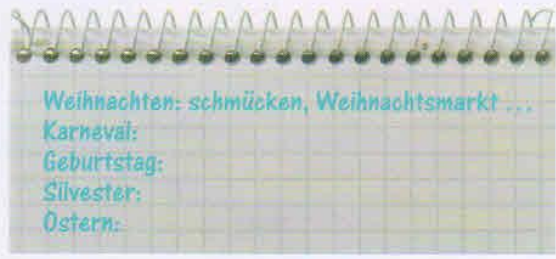 Weihnachten: schmücken, Weihnachtsmarkt ...
Karneval:
Geburtstag:
Silvester:
Ostern: